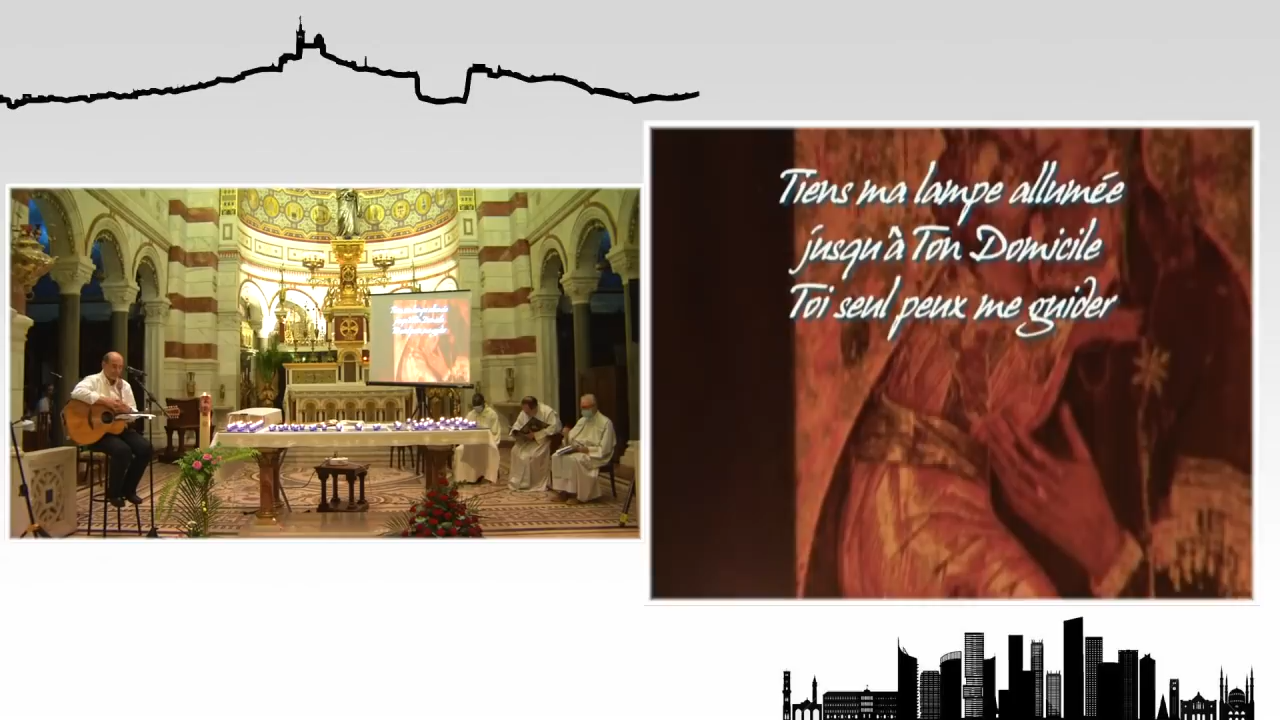 Tiens ma lampe allumée
jusqu'à Ton Domicile
Toi seul peux me guider